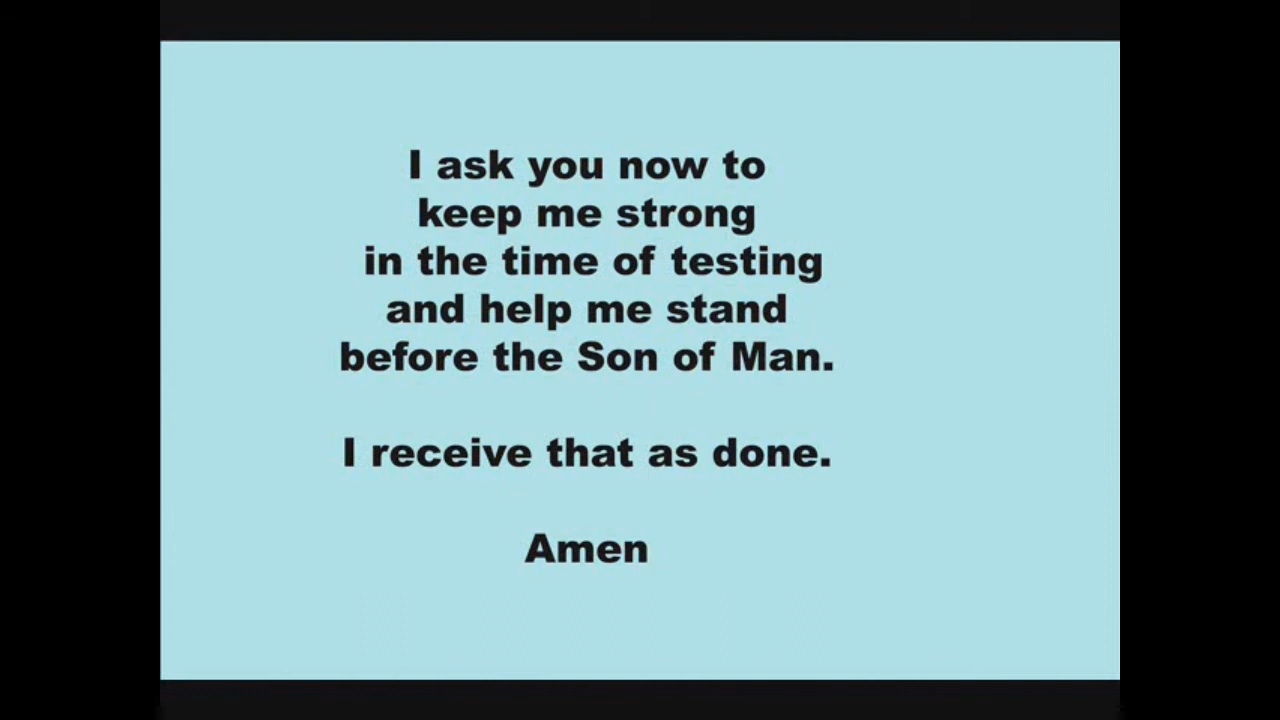 I ask you now to
keep me strong
in the time of testing
and help me stand
before the Son of Man.
I receive that as done.
Amen